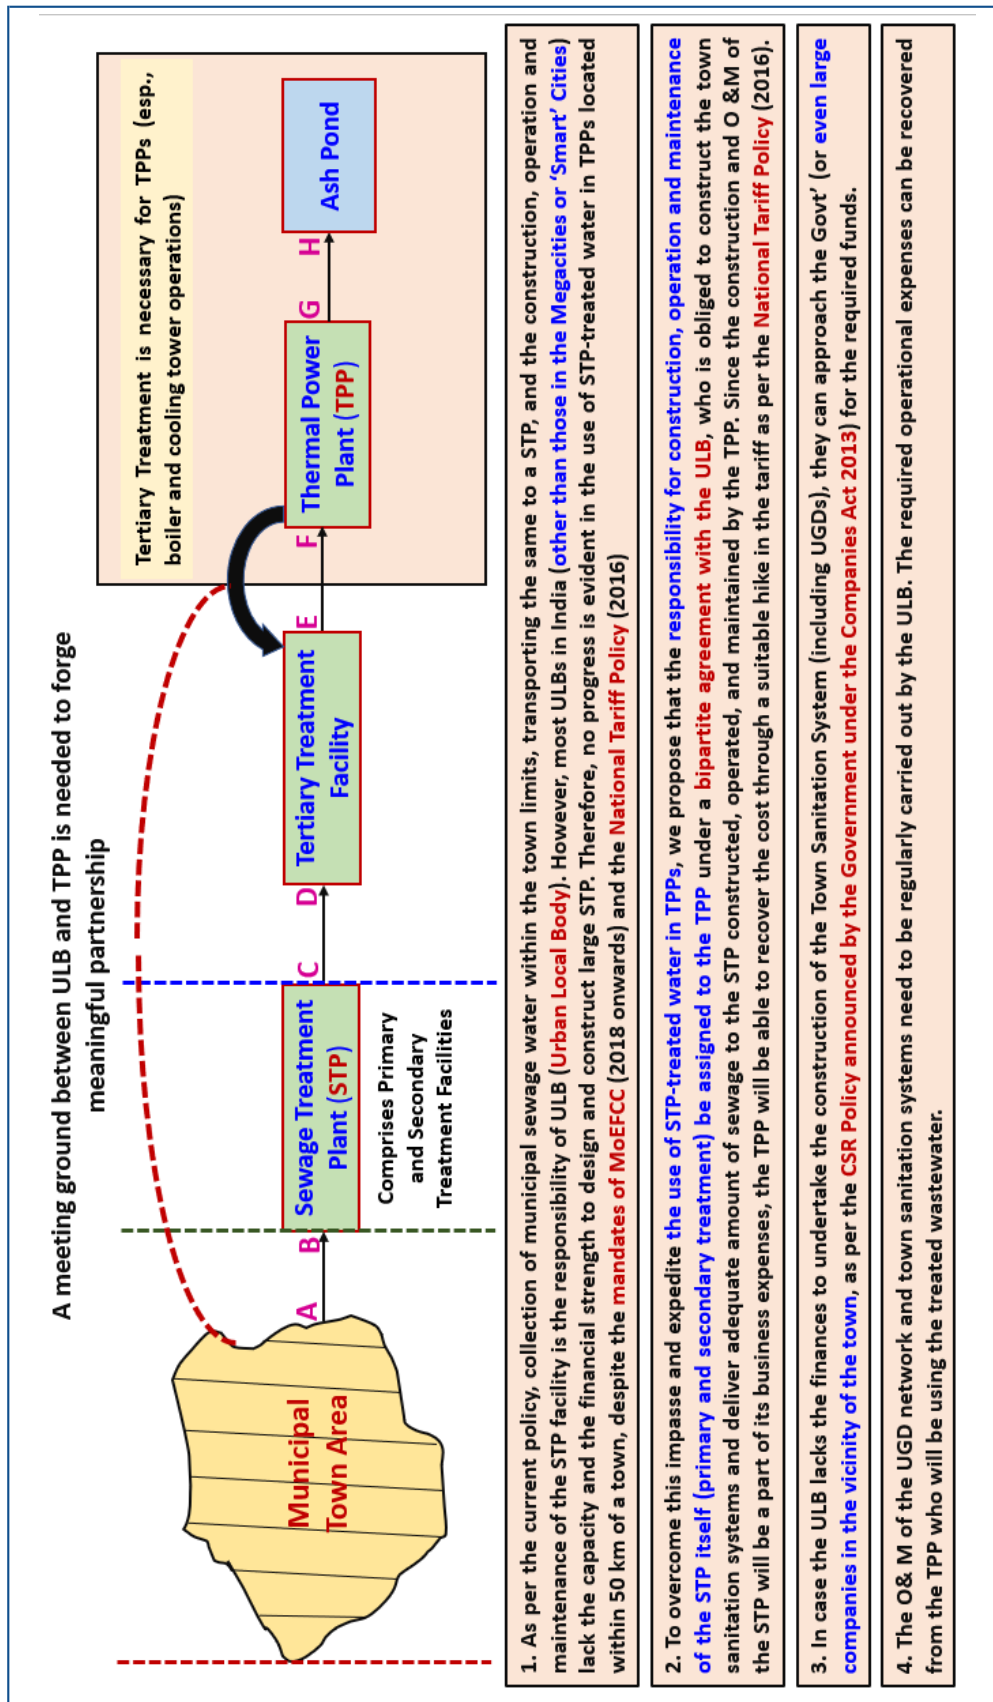 A meeting ground between ULB and TPP is needed to forge
meaningful partnership
Tertiary Treatment is necessary for TPPs (esp.,
boiler and cooling tower operations)
Municipal
Town Area
A
B
Sewage Treatment
Plant (STP)
Comprises Primary
and Secondary
Treatment Facilities
C
D
Tertiary Treatment
Facility
E
F
Thermal Power
Plant (TPP)
G
H
Ash Pond
1. As per the current policy, collection of municipal sewage water within the town limits, transporting the same to a STP, and the construction, operation and
maintenance of the STP facility is the responsibility of ULB (Urban Local Body). However, most ULBs in India (other than those in the Megacities or ‘Smart’ Cities)
lack the capacity and the financial strength to design and construct large STP. Therefore, no progress is evident in the use of STP-treated water in TPPs located
within 50 km of a town, despite the mandates of MoEFCC (2018 onwards) and the National Tariff Policy (2016)
2. To overcome this impasse and expedite the use of STP-treated water in TPPs, we propose that the responsibility for construction, operation and maintenance
of the STP itself (primary and secondary treatment) be assigned to the TPP under a bipartite agreement with the ULB, who is obliged to construct the town
sanitation systems and deliver adequate amount of sewage to the STP constructed, operated, and maintained by the TPP. Since the construction and O &M of
the STP will be a part of its business expenses, the TPP will be able to recover the cost through a suitable hike in the tariff as per the National Tariff Policy (2016).
3. In case the ULB lacks the finances to undertake the construction of the Town Sanitation System (including UGDs), they can approach the Govt’ (or even large
companies in the vicinity of the town, as per the CSR Policy announced by the Government under the Companies Act 2013) for the required funds.
4. The O& M of the UGD network and town sanitation systems need to be regularly carried out by the ULB. The required operational expenses can be recovered
from the TPP who will be using the treated wastewater.